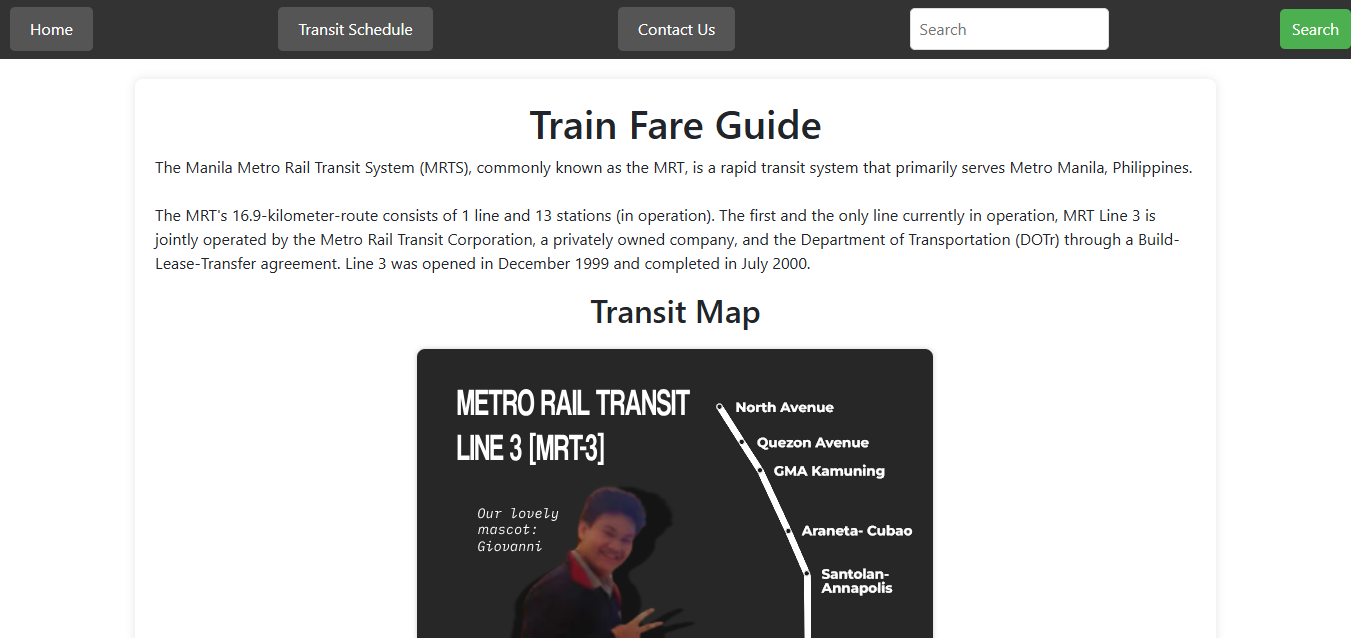 Home
Transit Schedule
Contact Us
Search
Search
Train Fare Guide
The Manila Metro Rail Transit System (MRTS), commonly known as the MRT, is a rapid transit system that primarily serves Metro Manila, Philippines.
The MRT's 16.9-kilometer-route consists of 1 line and 13 stations (in operation). The first and the only line currently in operation, MRT Line 3 is
jointly operated by the Metro Rail Transit Corporation, a privately owned company, and the Department of Transportation (DOTr) through a Build-
Lease-Transfer agreement. Line 3 was opened in December 1999 and completed in July 2000.
Transit Map
METRO RAIL TRANSIT
LINE 3 [MRT-3]
Our lovely
mascot:
Giovanni
North Avenue
Quezon Avenue
GMA Kamuning
Araneta- Cubao
Santolan-
Annapolis